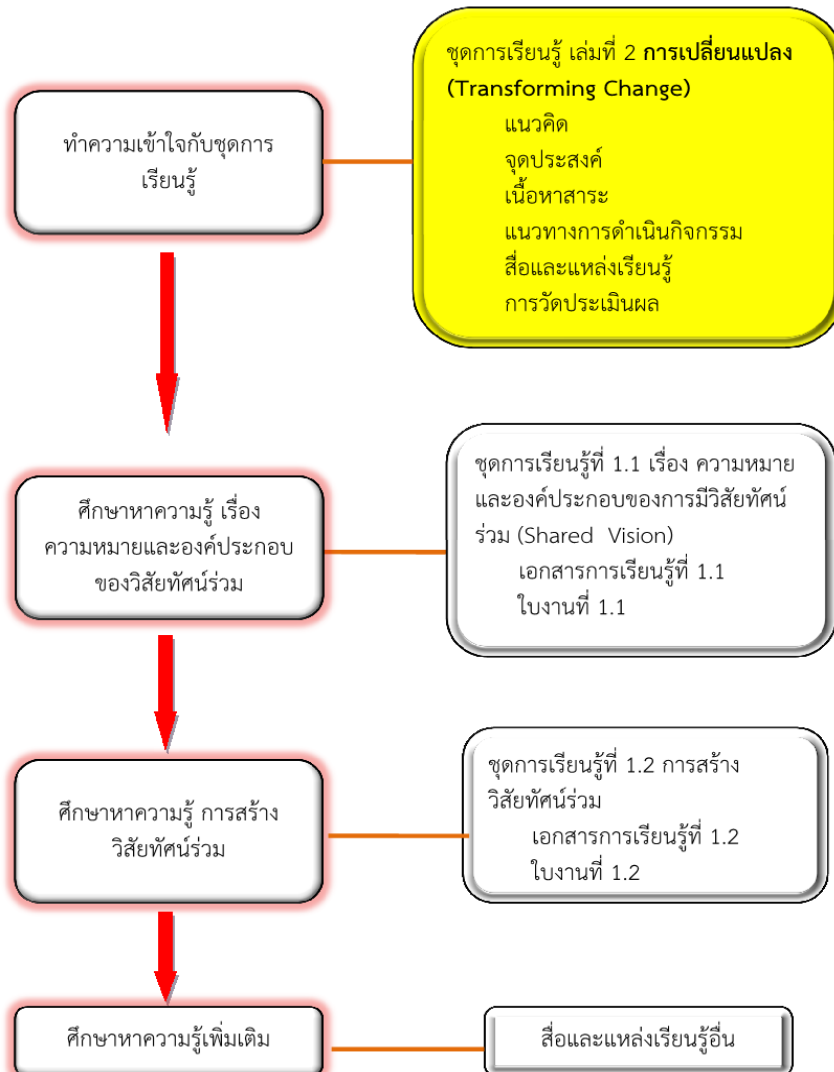 ทำความเข้าใจกับชุดการ
เรียนรู้
ชุดการเรียนรู้ เล่มที่ 2 การเปลี่ยนแปลง
(Transforming Change)
แนวคิด
จุดประสงค์
เนื้อหาสาระ
แนวทางการดำเนินกิจกรรม
สื่อและแหล่งเรียนรู้
การวัดประเมินผล
ศึกษาหาความรู้ เรื่อง
ความหมายและองค์ประกอบ
ของวิสัยทัศน์ร่วม
ชุดการเรียนรู้ที่ 1.1 เรื่อง ความหมาย
และองค์ประกอบของการมีวิสัยทัศน์
ร่วม (Shared Vision)
เอกสารการเรียนรู้ที่ 1.1
ใบงานที่ 1.1
ศึกษาหาความรู้ การสร้าง
วิสัยทัศน์ร่วม
ชุดการเรียนรู้ที่ 1.2 การสร้าง
วิสัยทัศน์ร่วม
เอกสารการเรียนรู้ที่ 1.2
ใบงานที่ 1.2
ศึกษาหาความรู้เพิ่มเติม
สื่อและแหล่งเรียนรู้อื่น